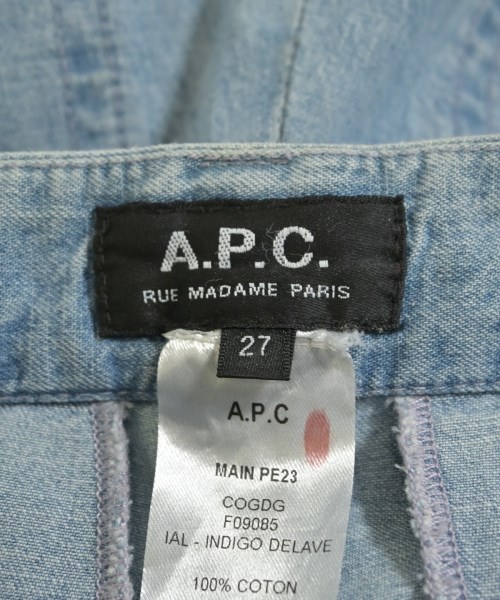 A.P.C.
RUE MADAME PARIS
27
A.P.C
MAIN PE23
COGDG
F09085
IAL - INDIGO DELAVE
100% COTON